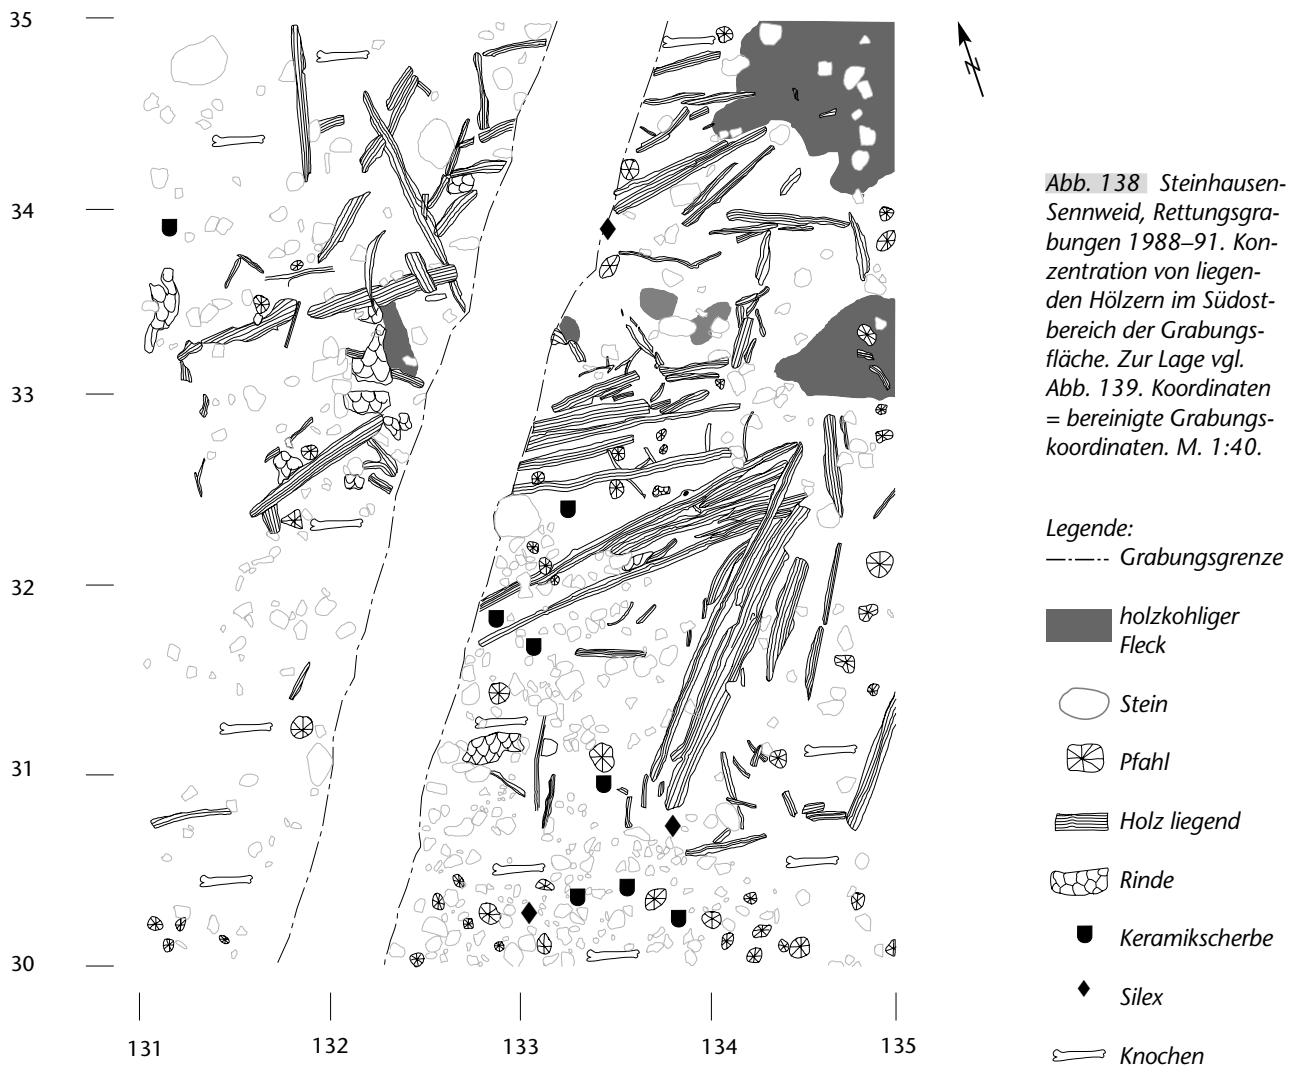 35
34
33
32
31
30
131
132
133
134
135
Abb. 138 Steinhausen-
Sennweid, Rettungsgra-
bungen 1988–91. Kon-
zentration von liegen-
den Hölzern im Südost-
bereich der Grabungs-
fläche. Zur Lage vgl.
Abb. 139. Koordinaten
= bereinigte Grabungs-
koordinaten. M. 1:40.
Legende:
Grabungsgrenze
holzkohliger
Fleck
Stein
Pfahl
Holz liegend
Rinde
Keramikscherbe
Silex
Knochen